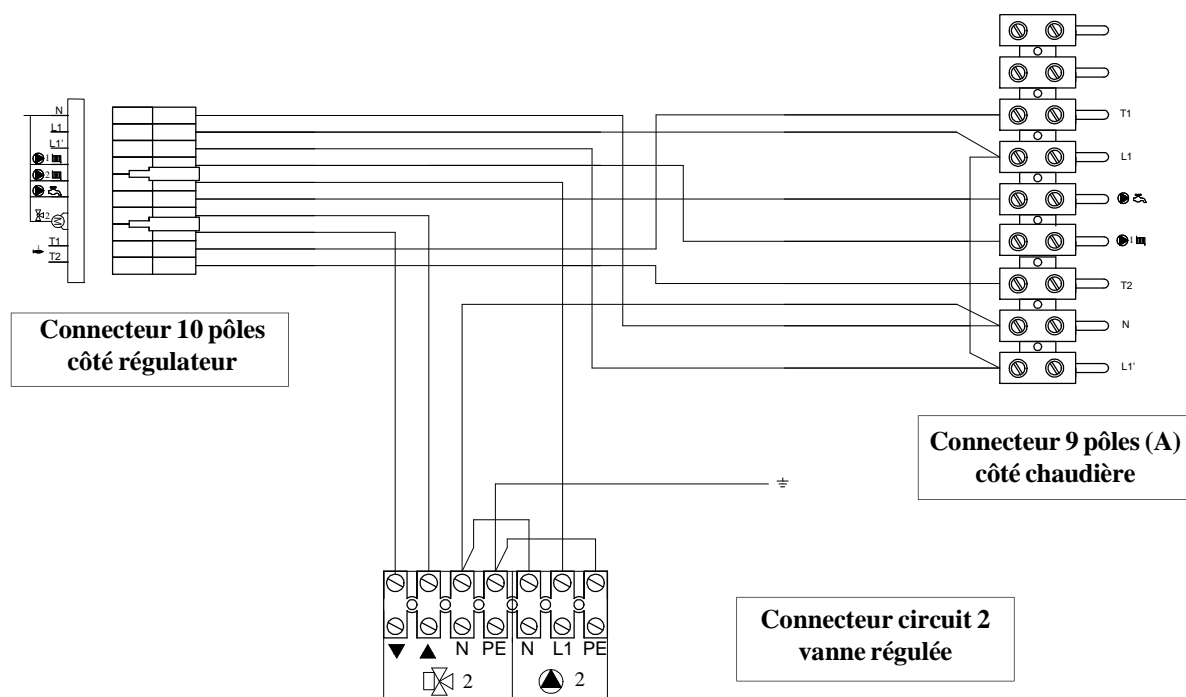 N
L1
L1'
1
2
2
T1
T2
M
T1
L1
1
T2
N
L1'
Connecteur 10 pôles
côté régulateur
Connecteur 9 pôles (A)
côté chaudière
N PE N L1 PE
2 2
Connecteur circuit 2
vanne régulée